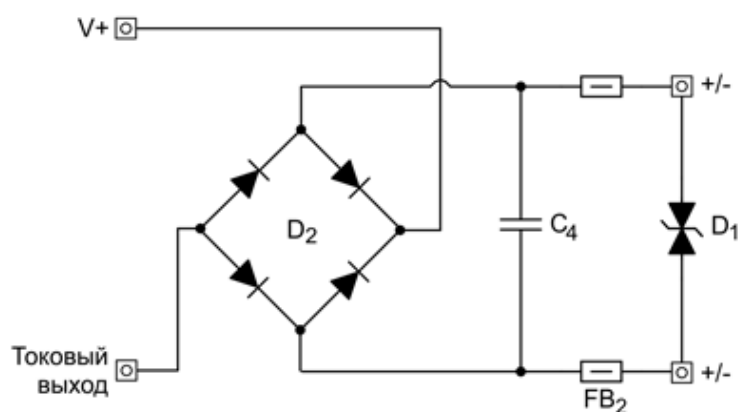 V+
+/-
D2
C4
D1
Токовый
выход
+/-
FB2